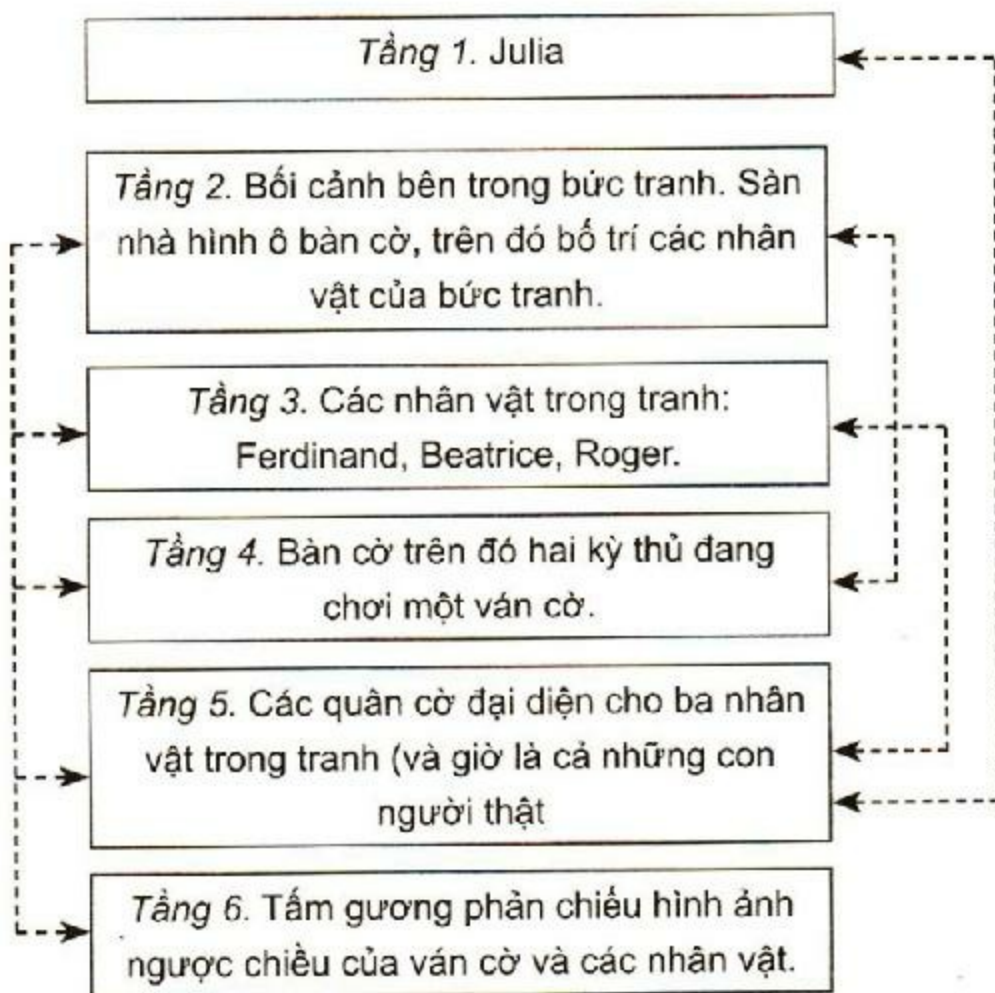 Tầng 1. Julia
Tầng 2. Bối cảnh bên trong bức tranh. Sàn
nhà hình ô bàn cờ, trên đó bố trí các nhân
vật của bức tranh.
Tầng 3. Các nhân vật trong tranh:
Ferdinand, Beatrice, Roger.
Tầng 4. Bàn cờ trên đó hai kỳ thủ đang
chơi một ván cờ.
Tầng 5. Các quân cờ đại diện cho ba nhân
vật trong tranh (và giờ là cả những con
người thật
Tầng 6. Tấm gương phản chiếu hình ảnh
ngược chiều của ván cờ và các nhân vật.